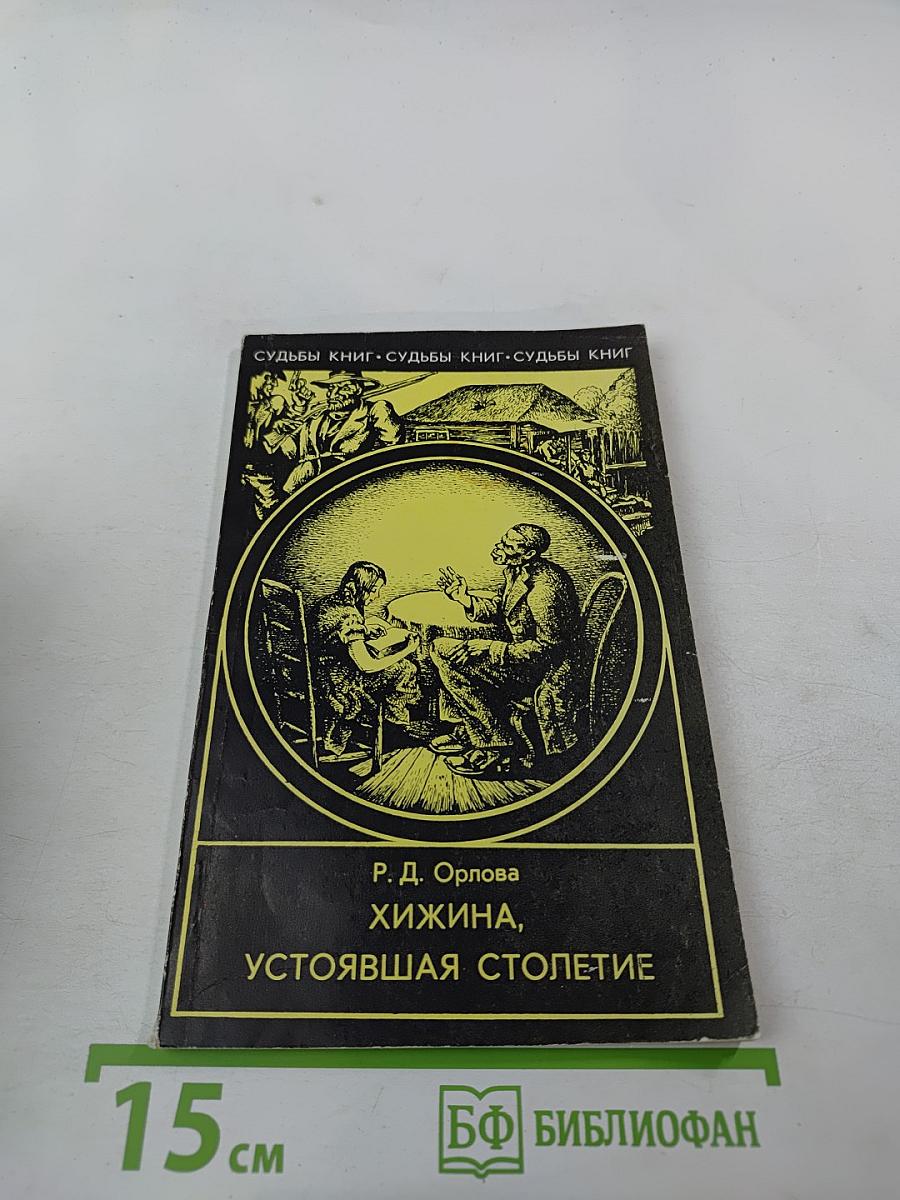 СУДЬБЫ КНИГ • СУДЬБЫ КНИГ • СУДЬБЫ КНИГ
Р. Д. Орлова
ХИЖИНА,
УСТОЯВШАЯ СТОЛЕТИЕ
15 см
БФ БИБЛИОФАН